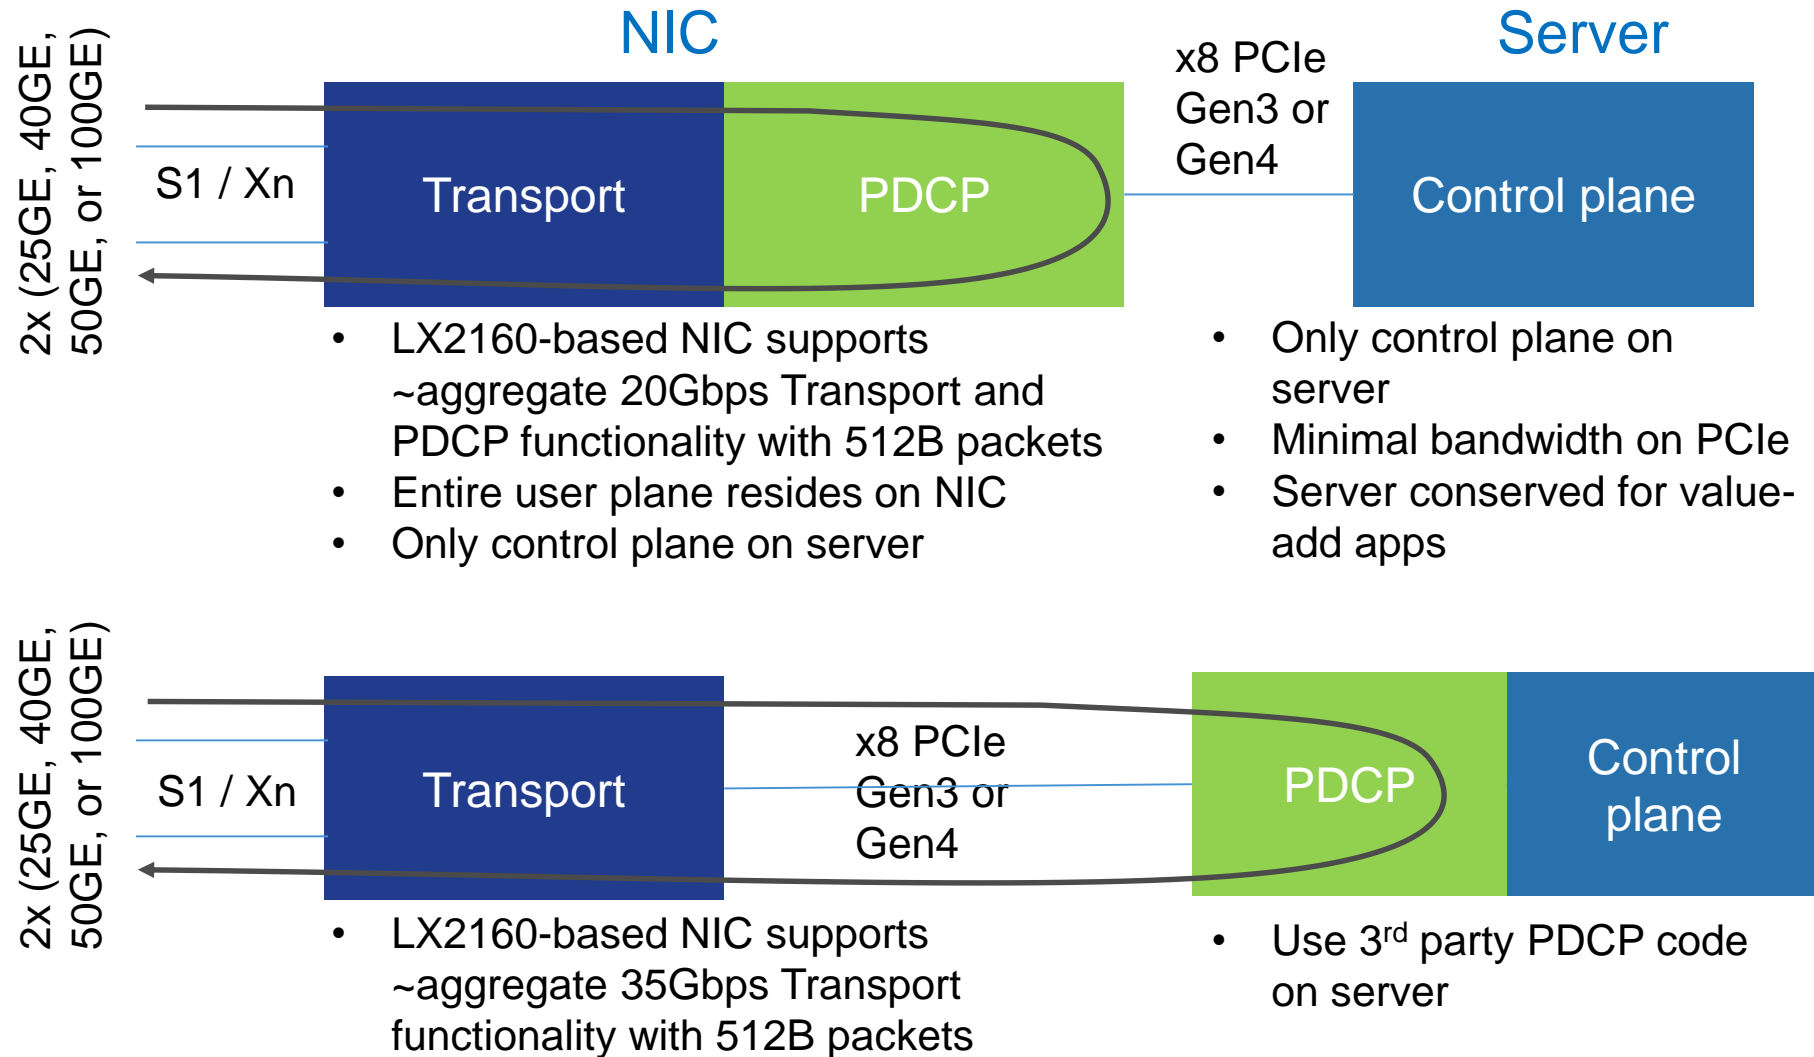 NIC
Server
2x (25GE, 40GE,
50GE, or 100GE)
S1 / Xn
Transport
PDCP
x8 PCIe
Gen3 or
Gen4
Control plane
• LX2160-based NIC supports
~aggregate 20Gbps Transport and
PDCP functionality with 512B packets
• Entire user plane resides on NIC
• Only control plane on server
• Only control plane on
server
• Minimal bandwidth on PCIe
• Server conserved for value-
add apps
2x (25GE, 40GE,
50GE, or 100GE)
S1 / Xn
Transport
x8 PCIe
Gen3 or
Gen4
PDCP
Control
plane
• LX2160-based NIC supports
~aggregate 35Gbps Transport
functionality with 512B packets
• Use 3rd party PDCP code
on server